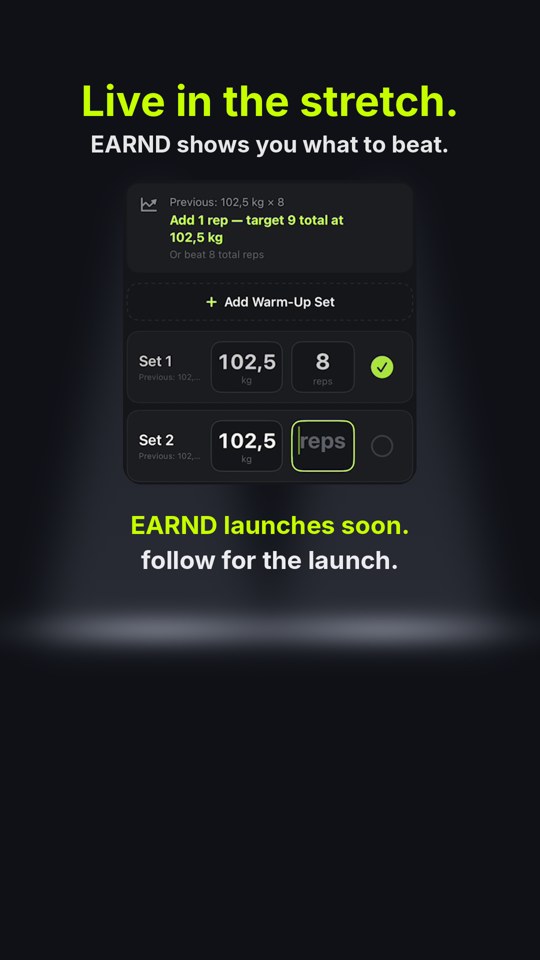 Live in the stretch.
EARND shows you what to beat.
Previous: 102,5 kg × 8
Add 1 rep — target 9 total at
102,5 kg
Or beat 8 total reps
+ Add Warm-Up Set
Set 1
Previous: 102,...
102,5
kg
8
reps
Set 2
Previous: 102,...
102,5
kg
reps
EARND launches soon.
follow for the launch.